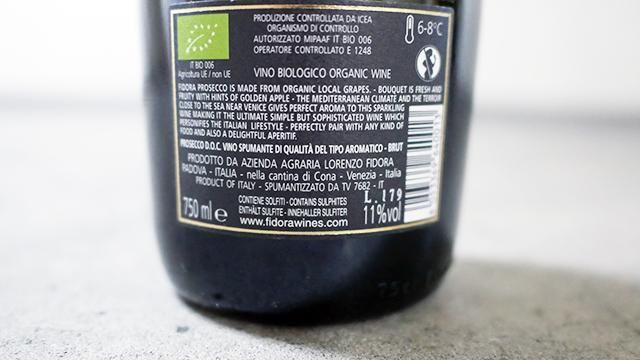 PRODUZIONE CONTROLLATA DA ICEA
ORGANISMO DI CONTROLLO
AUTORIZZATO MIPAAF IT BIO 006
OPERATORE CONTROLLATO E 1248
6-8°C
IT BIO 006
Agricoltura UE / non UE
VINO BIOLOGICO ORGANIC WINE
FIDORA PROSECCO IS MADE FROM ORGANIC LOCAL GRAPES. - BOUQUET IS FRESH AND
FRUITY WITH HINTS OF GOLDEN APPLE - THE MEDITERRANEAN CLIMATE AND THE TERROIR
CLOSE TO THE SEA NEAR VENICE GIVES PERFECT AROMA TO THIS SPARKLING
WINE MAKING IT THE ULTIMATE SIMPLE BUT SOPHISTICATED WINE WHICH
PERSONIFIES THE ITALIAN LIFESTYLE - PERFECTLY PAIR WITH ANY KIND OF
FOOD AND ALSO A DELIGHTFUL APERITIF.
PROSECCO D.O.C. VINO SPUMANTE DI QUALITÀ DEL TIPO AROMATICO - BRUT
PRODOTTO DA AZIENDA AGRARIA LORENZO FIDORA
PADOVA - ITALIA - nella cantina di Cona - Venezia - Italia
PRODUCT OF ITALY - SPUMANTIZZATO DA TV 7682 - IT
L.179
750 ml e
CONTIENE SOLFITI - CONTAINS SULPHITES
ENTHÄLT SULFITE - INNEHALLER SULFITER
11%vol
www.fidorawines.com